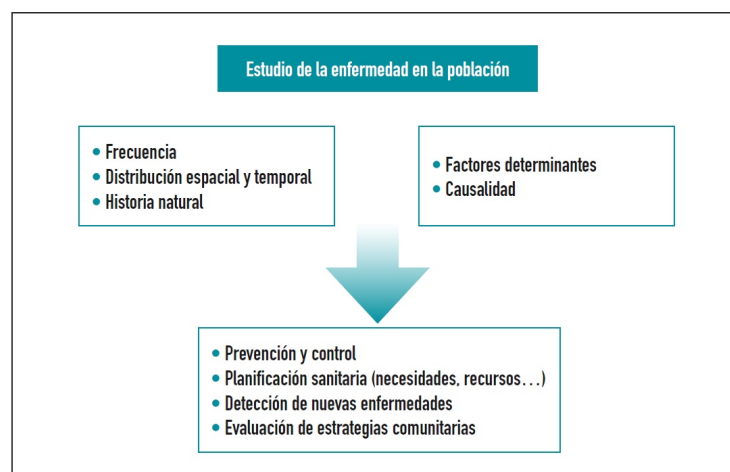 Estudio de la enfermedad en la población
• Frecuencia
• Distribución espacial y temporal
• Historia natural
• Factores determinantes
• Causalidad
• Prevención y control
• Planificación sanitaria (necesidades, recursos...)
• Detección de nuevas enfermedades
• Evaluación de estrategias comunitarias